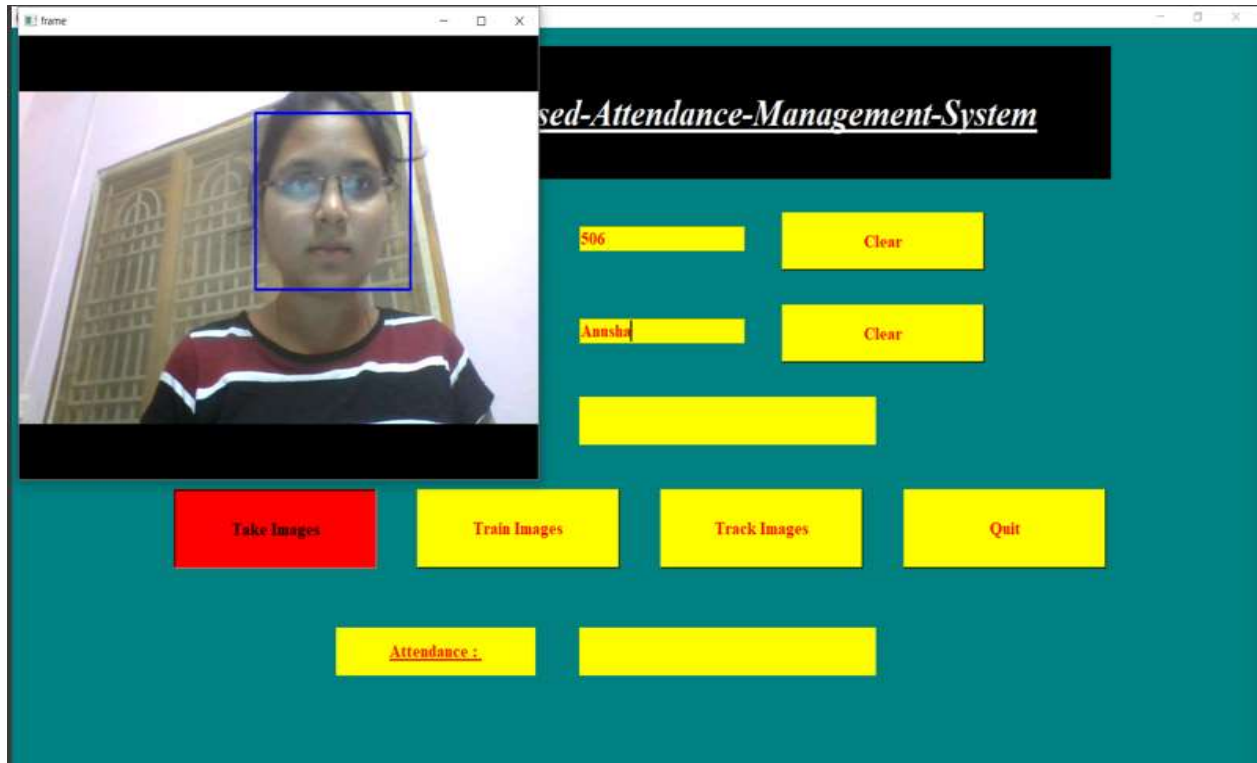 frame
sed-Attendance-Management-System
506
Clear
Anusha
Clear
Take Images
Train Images
Track Images
Quit
Attendance :